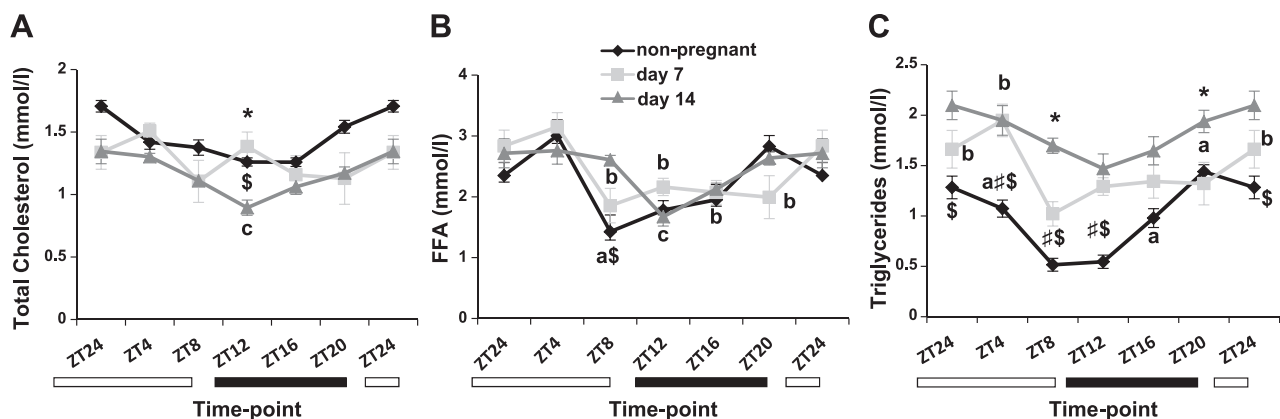 A
Total Cholesterol (mmol/l)
2
1.5
1
0.5
0
*
$
c
ZT24 ZT4 ZT8 ZT12 ZT16 ZT20 ZT24
Time-point
B
non-pregnant
day 7
day 14
FFA (mmol/l)
4
3
2
1
0
b
b
a$
c
b
b
ZT24 ZT4 ZT8 ZT12 ZT16 ZT20 ZT24
Time-point
C
Triglycerides (mmol/l)
2.5
2
1.5
1
0.5
0
b
*
*
b
a
b
$
a♯$
♯$
♯$
a
$
ZT24 ZT4 ZT8 ZT12 ZT16 ZT20 ZT24
Time-point